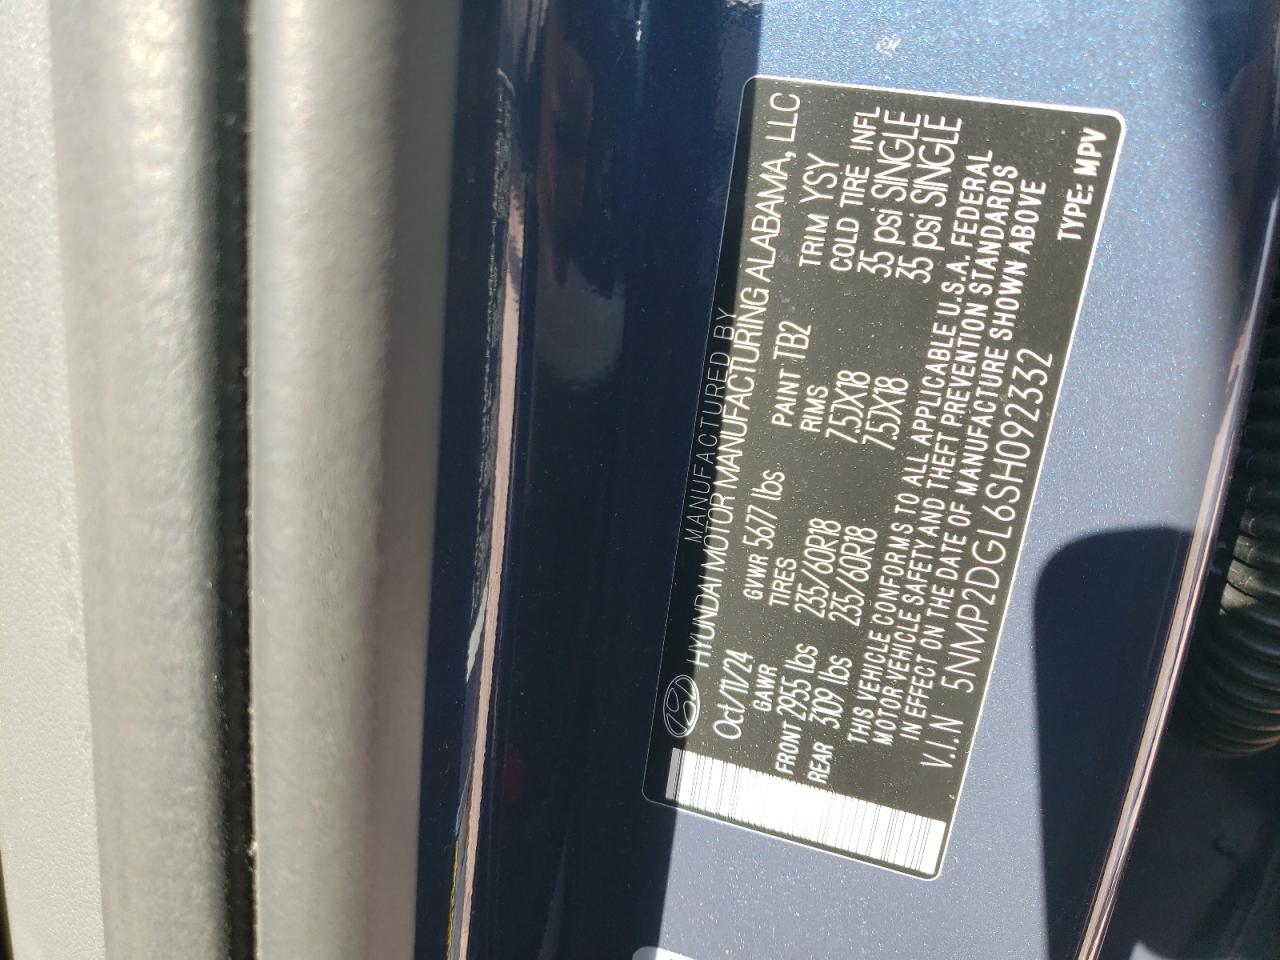 MANUFACTURED BY
HYUNDAI MOTOR MANUFACTURING ALABAMA, LLC
Oct/11/24 GVWR 5677 lbs PAINT TB2 TRIM YSY
GAWR TIRES RIMS COLD TIRE INFL
FRONT 2955 lbs 235/60R18 7.5JX18 35 psi SINGLE
REAR 3109 lbs 235/60R18 7.5JX18 35 psi SINGLE
THIS VEHICLE CONFORMS TO ALL APPLICABLE U.S.A. FEDERAL
MOTOR VEHICLE SAFETY AND THEFT PREVENTION STANDARDS
IN EFFECT ON THE DATE OF MANUFACTURE SHOWN ABOVE
V.I.N 5NMP2DGL6SH092332 TYPE: MPV